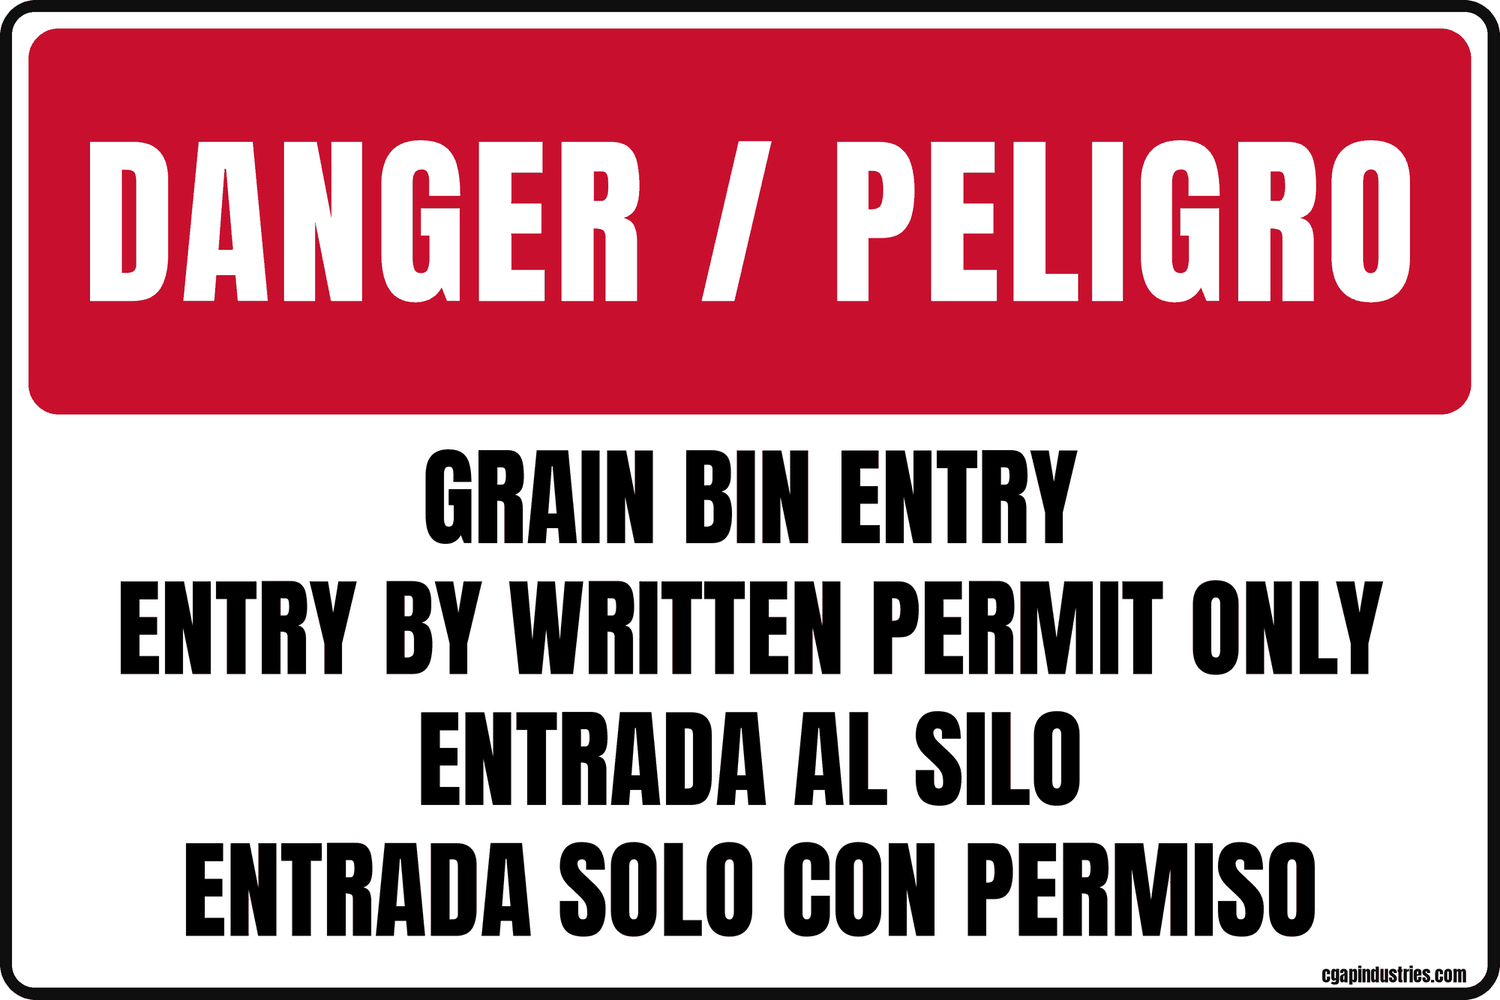 DANGER / PELIGRO
GRAIN BIN ENTRY
ENTRY BY WRITTEN PERMIT ONLY
ENTRADA AL SILO
ENTRADA SOLO CON PERMISO
cgapindustries.com